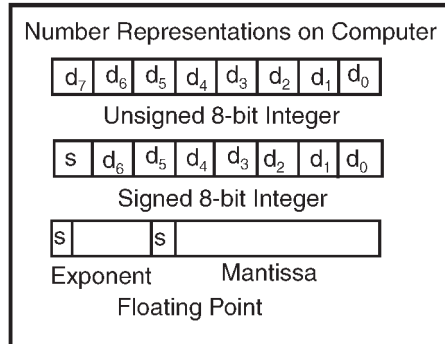 Number Representations on Computer
d₇ d₆ d₅ d₄ d₃ d₂ d₁ d₀
Unsigned 8-bit Integer
s d₆ d₅ d₄ d₃ d₂ d₁ d₀
Signed 8-bit Integer
s s
Exponent Mantissa
Floating Point